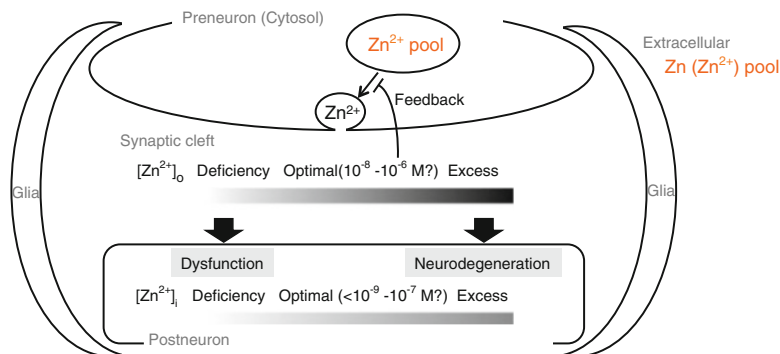 Preneuron (Cytosol)
Zn²⁺ pool
Extracellular
Zn (Zn²⁺) pool
Zn²⁺
Feedback
Synaptic cleft
[Zn²⁺]ₒ Deficiency Optimal(10⁻⁸ -10⁻⁶ M?) Excess
Glia
Glia
Dysfunction
Neurodegeneration
[Zn²⁺]ᵢ Deficiency Optimal (<10⁻⁹ -10⁻⁷ M?) Excess
Postneuron